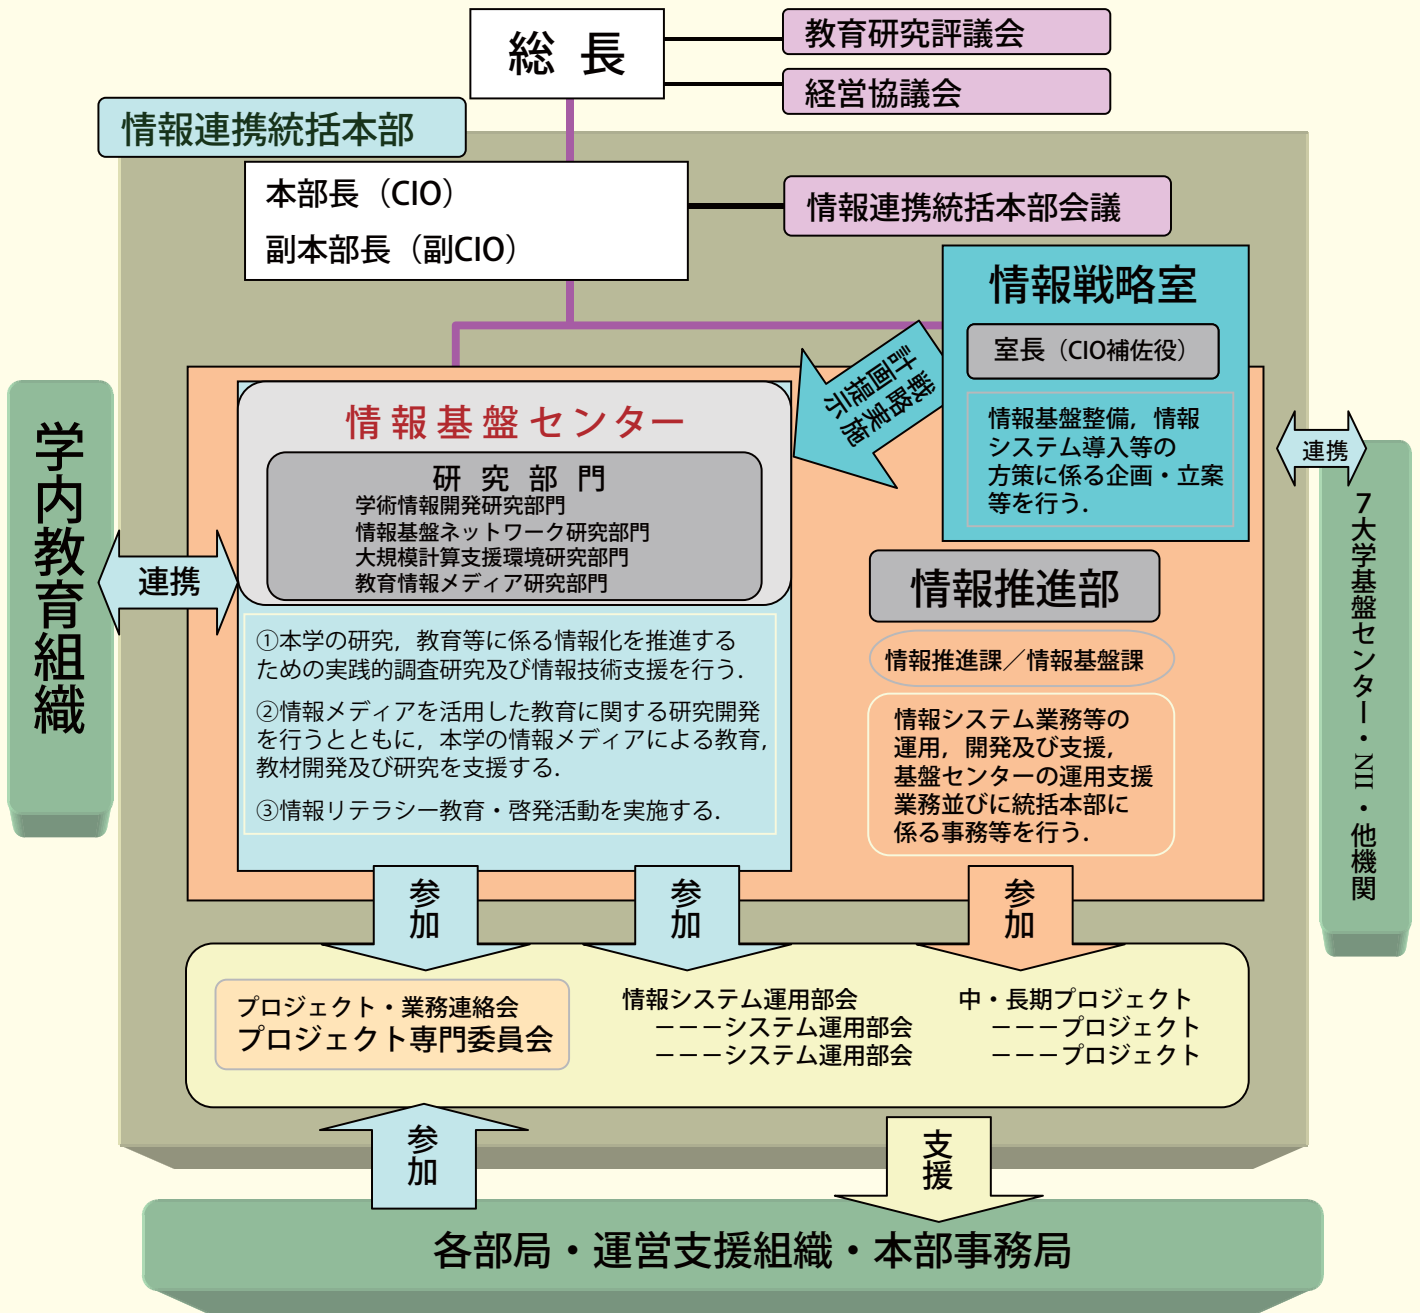 総長
教育研究評議会
経営協議会
情報連携統括本部
本部長（CIO）
副本部長（副CIO）
情報連携統括本部会議
情報戦略室
室長（CIO補佐役）
情報基盤整備，情報
システム導入等の
方策に係る企画・立案
等を行う．
戦略実施
計画提示
連携
7大学基盤センター・NII・他機関
学内教育組織
連携
情報基盤センター
研究部門
学術情報開発研究部門
情報基盤ネットワーク研究部門
大規模計算支援環境研究部門
教育情報メディア研究部門
①本学の研究，教育等に係る情報化を推進する
ための実践的調査研究及び情報技術支援を行う．
②情報メディアを活用した教育に関する研究開発
を行うとともに，本学の情報メディアによる教育，
教材開発及び研究を支援する．
③情報リテラシー教育・啓発活動を実施する．
情報推進部
情報推進課／情報基盤課
情報システム業務等の
運用，開発及び支援，
基盤センターの運用支援
業務並びに統括本部に
係る事務等を行う．
参加
参加
参加
プロジェクト・業務連絡会
プロジェクト専門委員会
情報システム運用部会
－－－システム運用部会
－－－システム運用部会
中・長期プロジェクト
－－－プロジェクト
－－－プロジェクト
参加
支援
各部局・運営支援組織・本部事務局